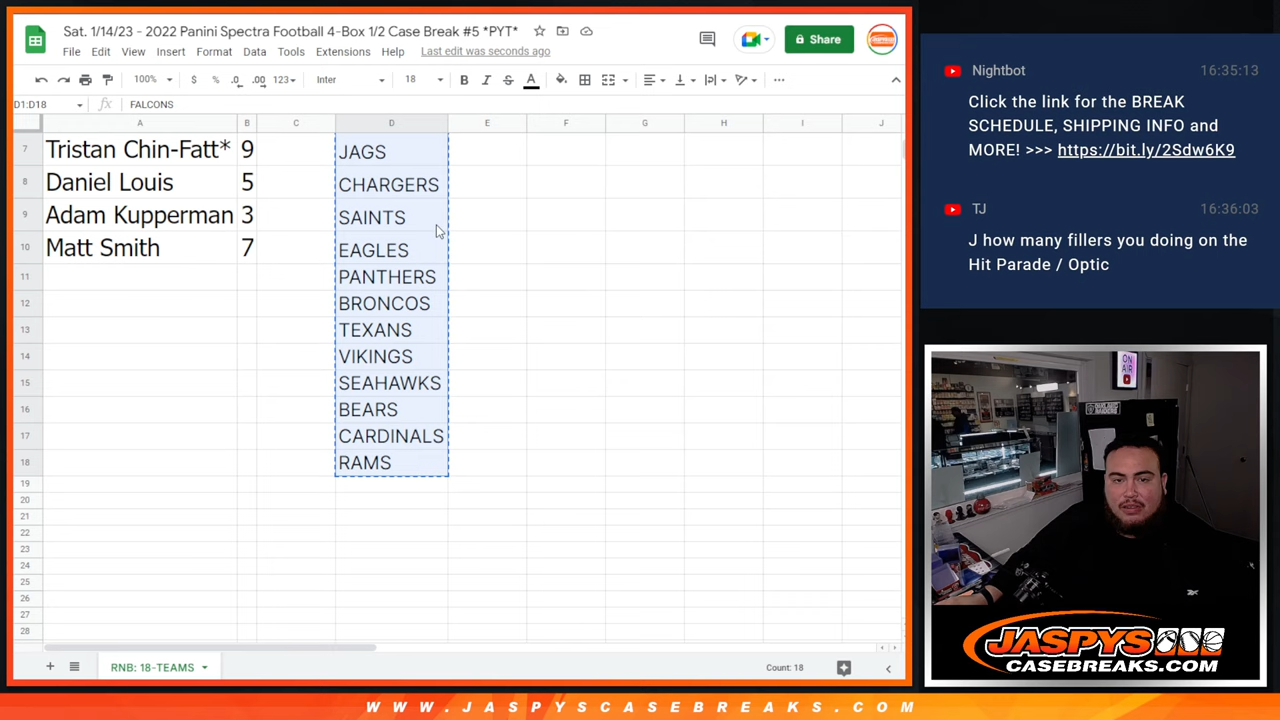 Sat. 1/14/23 - 2022 Panini Spectra Football 4-Box 1/2 Case Break #5 *PYT*
File Edit View Insert Format Data Tools Extensions Help Last edit was seconds ago
Share
100% $ % .0 .00 123 Inter 18 B I S A
D1:D18 fx FALCONS
A B C D E F G H I J
7 Tristan Chin-Fatt* 9 JAGS
8 Daniel Louis 5 CHARGERS
9 Adam Kupperman 3 SAINTS
10 Matt Smith 7 EAGLES
11 PANTHERS
12 BRONCOS
13 TEXANS
14 VIKINGS
15 SEAHAWKS
16 BEARS
17 CARDINALS
18 RAMS
19
20
21
22
23
24
25
26
27
28
RNB: 18-TEAMS
Count: 18
Nightbot 16:35:13
Click the link for the BREAK
SCHEDULE, SHIPPING INFO and
MORE! >>> https://bit.ly/2Sdw6K9
TJ 16:36:03
J how many fillers you doing on the
Hit Parade / Optic
ON
AIR
JASPYS
CASEBREAKS.COM
WWW.JASPYSCASEBREAKS.COM